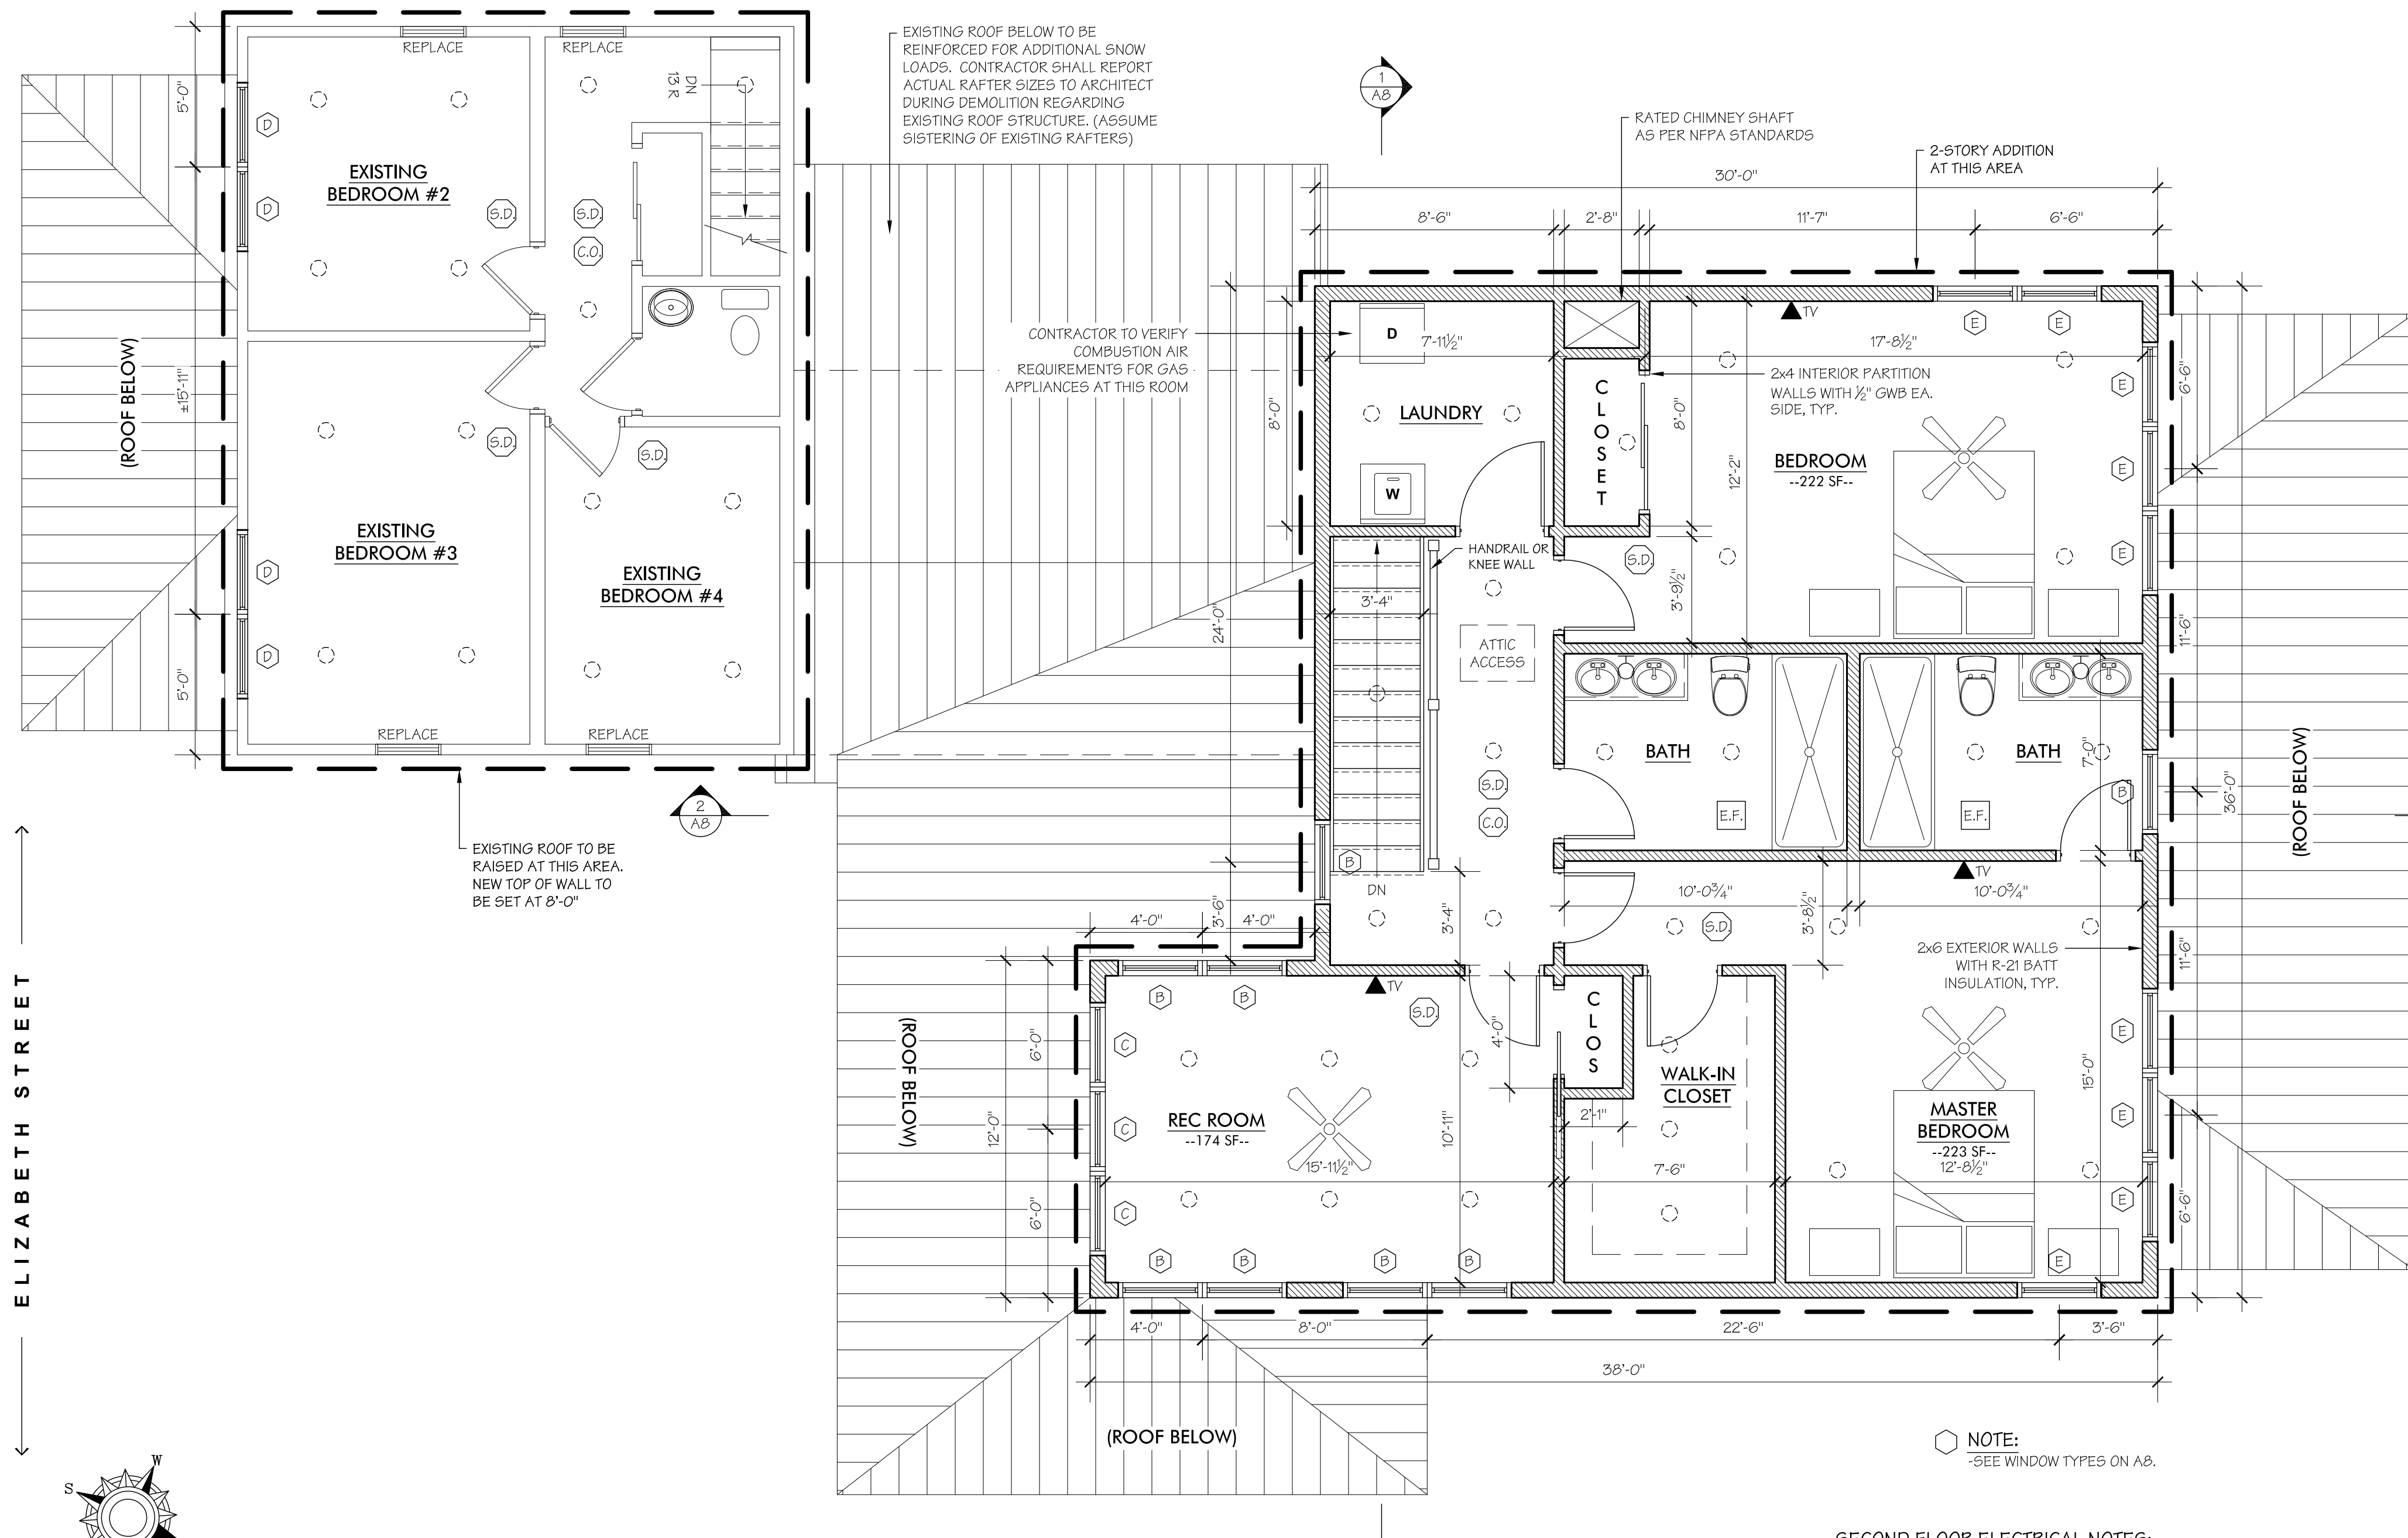 REPLACE
REPLACE
DN
13 R
5'-0"
D
D
EXISTING
BEDROOM #2
S.D.
S.D.
C.O.
(ROOF BELOW)
±15'-11"
S.D.
S.D.
EXISTING
BEDROOM #3
D
D
EXISTING
BEDROOM #4
5'-0"
REPLACE
REPLACE
2
A8
EXISTING ROOF TO BE
RAISED AT THIS AREA.
NEW TOP OF WALL TO
BE SET AT 8'-0"
ELIZABETH STREET
W
S
EXISTING ROOF BELOW TO BE
REINFORCED FOR ADDITIONAL SNOW
LOADS. CONTRACTOR SHALL REPORT
ACTUAL RAFTER SIZES TO ARCHITECT
DURING DEMOLITION REGARDING
EXISTING ROOF STRUCTURE. (ASSUME
SISTERING OF EXISTING RAFTERS)
1
A8
RATED CHIMNEY SHAFT
AS PER NFPA STANDARDS
2-STORY ADDITION
AT THIS AREA
30'-0"
8'-6"
2'-8"
11'-7"
6'-6"
CONTRACTOR TO VERIFY
COMBUSTION AIR
REQUIREMENTS FOR GAS
APPLIANCES AT THIS ROOM
D
7'-11½"
8'-0"
LAUNDRY
W
CLOSET
TV
E
E
17'-8½"
2x4 INTERIOR PARTITION
WALLS WITH ½" GWB EA.
SIDE, TYP.
8'-0"
12'-2"
BEDROOM
--222 SF--
E
E
E
6'-6"
HANDRAIL OR
KNEE WALL
S.D.
3'-9½"
3'-4"
24'-0"
ATTIC
ACCESS
11'-6"
BATH
E.F.
BATH
E.F.
7'-0"
B
36'-0"
(ROOF BELOW)
S.D.
C.O.
B
DN
TV
10'-0¾"
10'-0¾"
S.D.
3'-8½"
3'-4"
3'-6"
4'-0"
4'-0"
2x6 EXTERIOR WALLS
WITH R-21 BATT
INSULATION, TYP.
11'-6"
TV
B
B
S.D.
(ROOF BELOW)
6'-0"
12'-0"
6'-0"
C
C
C
4'-0"
CLOS
REC ROOM
--174 SF--
15'-11½"
10'-11"
2'-1"
WALK-IN
CLOSET
7'-6"
15'-0"
MASTER
BEDROOM
--223 SF--
12'-8½"
E
E
E
6'-6"
B
B
B
B
E
4'-0"
8'-0"
22'-6"
3'-6"
38'-0"
(ROOF BELOW)
NOTE:
-SEE WINDOW TYPES ON A8.
SECOND FLOOR ELECTRICAL NOTES: